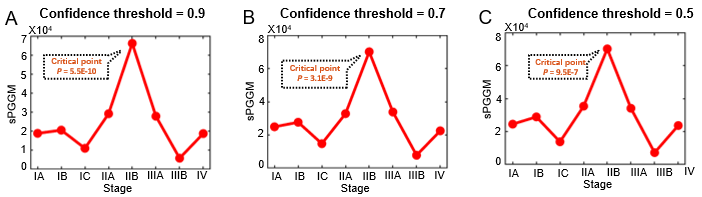 A
Confidence threshold = 0.9
X10⁴
7
6
5
4
3
2
1
0
sPGGM
Critical point
P = 5.5E-10
IA IB IC IIA IIB IIIA IIIB IV
Stage
B
Confidence threshold = 0.7
X10⁴
8
6
4
2
0
sPGGM
Critical point
P = 3.1E-9
IA IB IC IIA IIB IIIA IIIB IV
Stage
C
Confidence threshold = 0.5
X10⁴
8
6
4
2
0
sPGGM
Critical point
P = 9.5E-7
IA IB IC IIA IIB IIIA IIIB IV
Stage